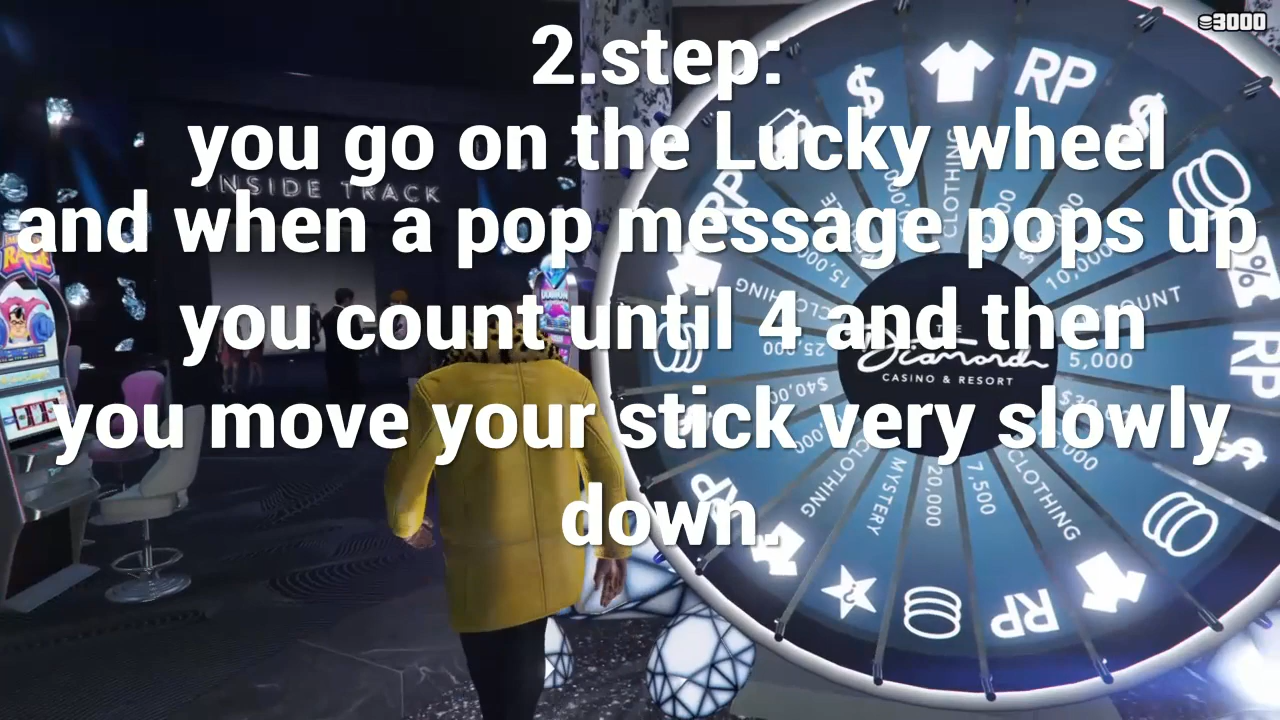 3000
2.step:
you go on the Lucky wheel
and when a pop message pops up
you count until 4 and then
you move your stick very slowly
down.
INSIDE TRACK
RP
CLOTHING
RP
15,000
10,000
CLOTHING
THE
Diamond
CASINO & RESORT
5,000
RP
25,
$40,000
$
CLOTHING
MYSTERY
20,000
7,500
CLOTHING
RP
RP
?
$
$
%